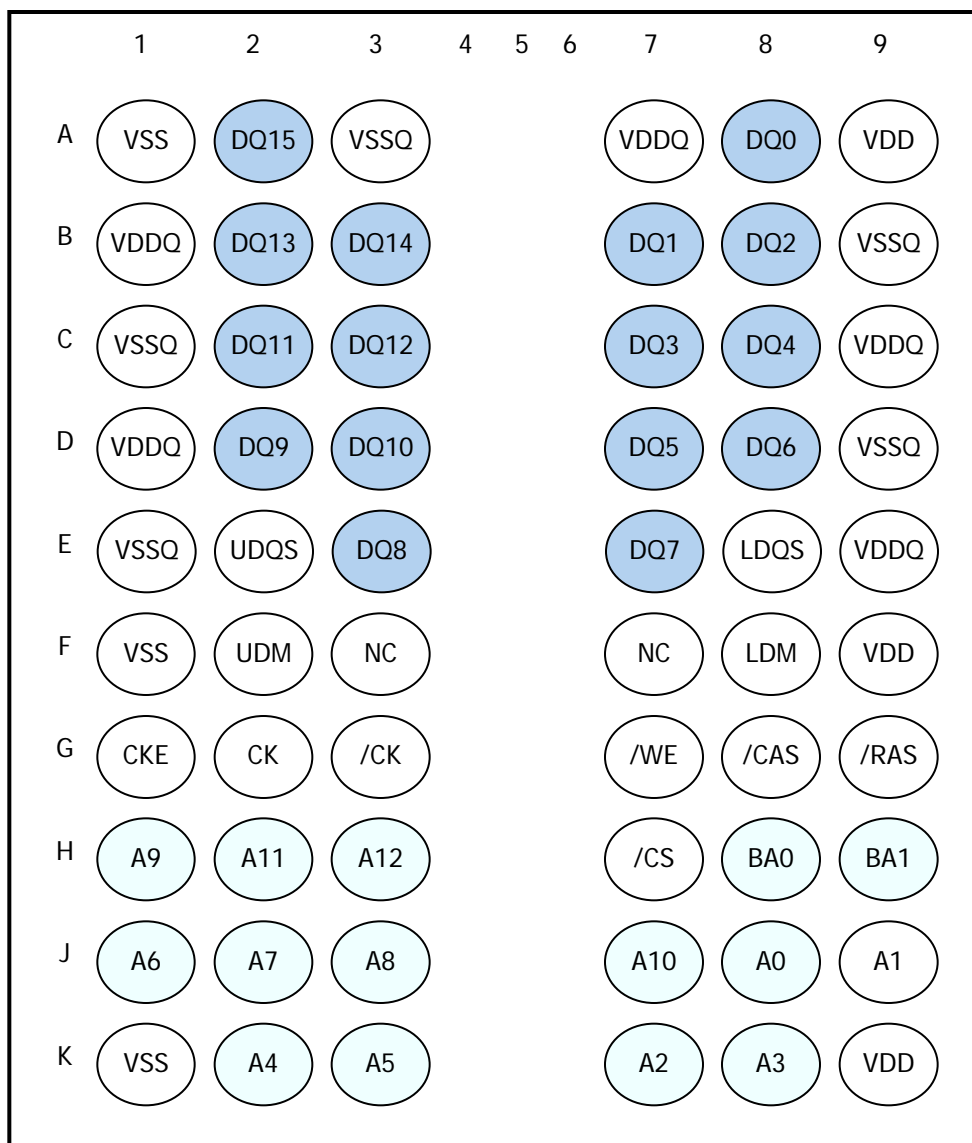 1 2 3 4 5 6 7 8 9
A VSS DQ15 VSSQ VDDQ DQ0 VDD
B VDDQ DQ13 DQ14 DQ1 DQ2 VSSQ
C VSSQ DQ11 DQ12 DQ3 DQ4 VDDQ
D VDDQ DQ9 DQ10 DQ5 DQ6 VSSQ
E VSSQ UDQS DQ8 DQ7 LDQS VDDQ
F VSS UDM NC NC LDM VDD
G CKE CK /CK /WE /CAS /RAS
H A9 A11 A12 /CS BA0 BA1
J A6 A7 A8 A10 A0 A1
K VSS A4 A5 A2 A3 VDD